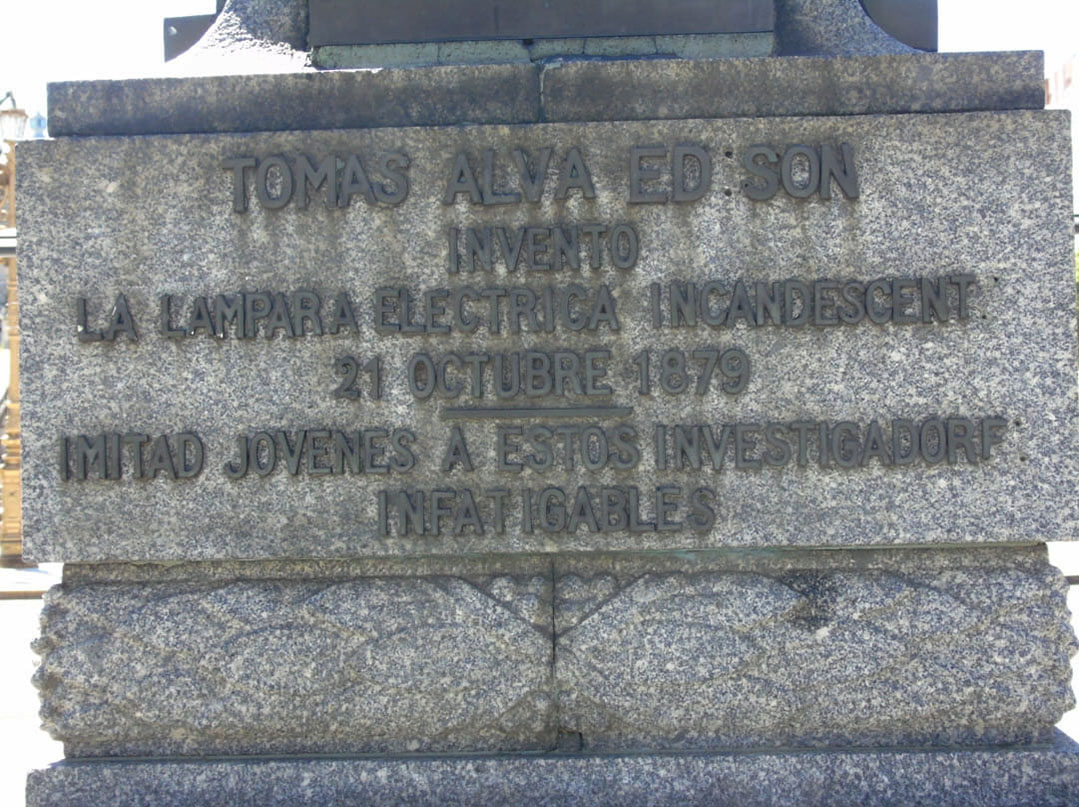 TOMAS ALVA ED SON
INVENTO
LA LAMPARA ELECTRICA INCANDESCENT
21 OCTUBRE 1879
IMITAD JOVENES A ESTOS INVESTIGADORF
INFATIGABLES